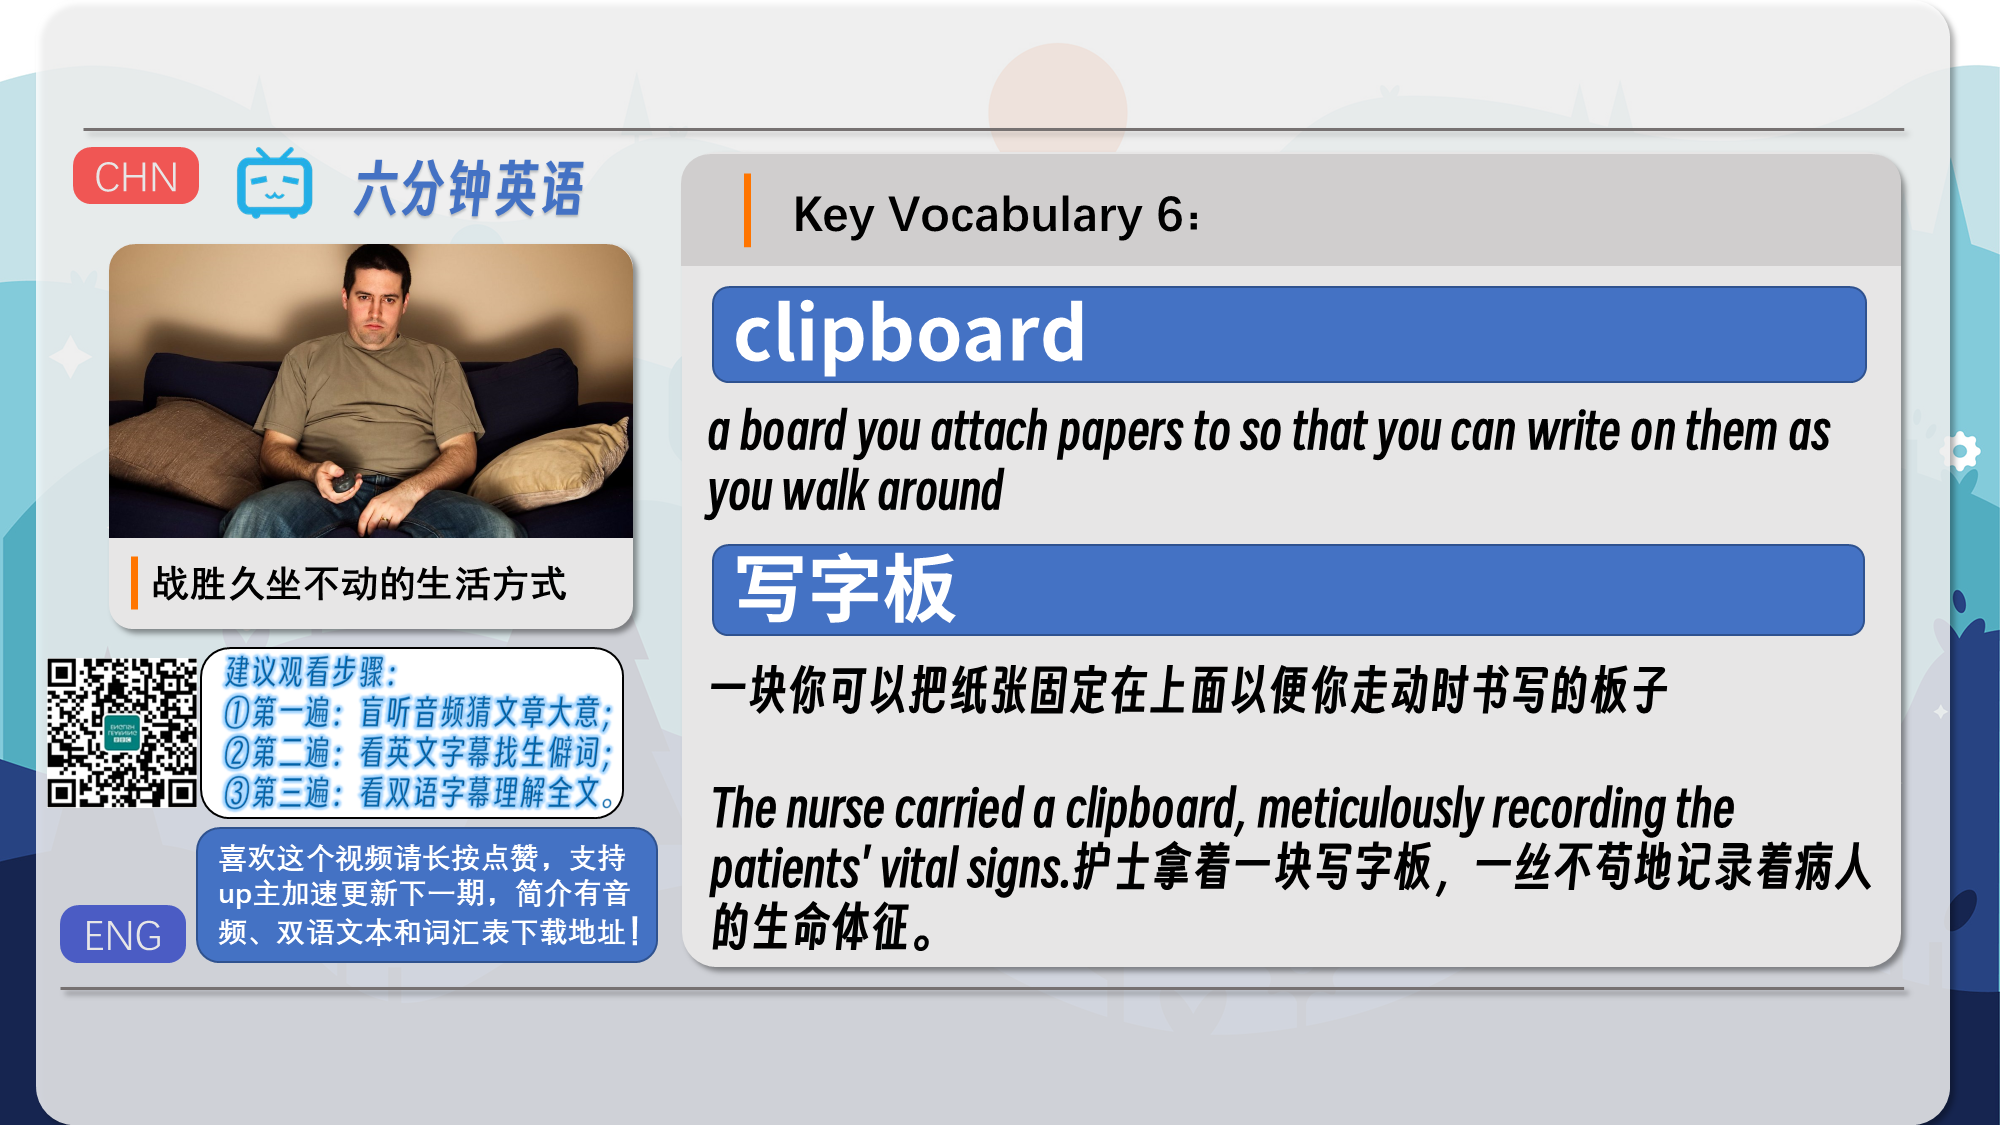 CHN
六分钟英语
战胜久坐不动的生活方式
建议观看步骤：
①第一遍：盲听音频猜文章大意；
②第二遍：看英文字幕找生僻词；
③第三遍：看双语字幕理解全文。
喜欢这个视频请长按点赞，支持
up主加速更新下一期，简介有音
频、双语文本和词汇表下载地址！
ENG
Key Vocabulary 6：
clipboard
a board you attach papers to so that you can write on them as
you walk around
写字板
一块你可以把纸张固定在上面以便你走动时书写的板子
The nurse carried a clipboard, meticulously recording the
patients' vital signs.护士拿着一块写字板，一丝不苟地记录着病人
的生命体征。